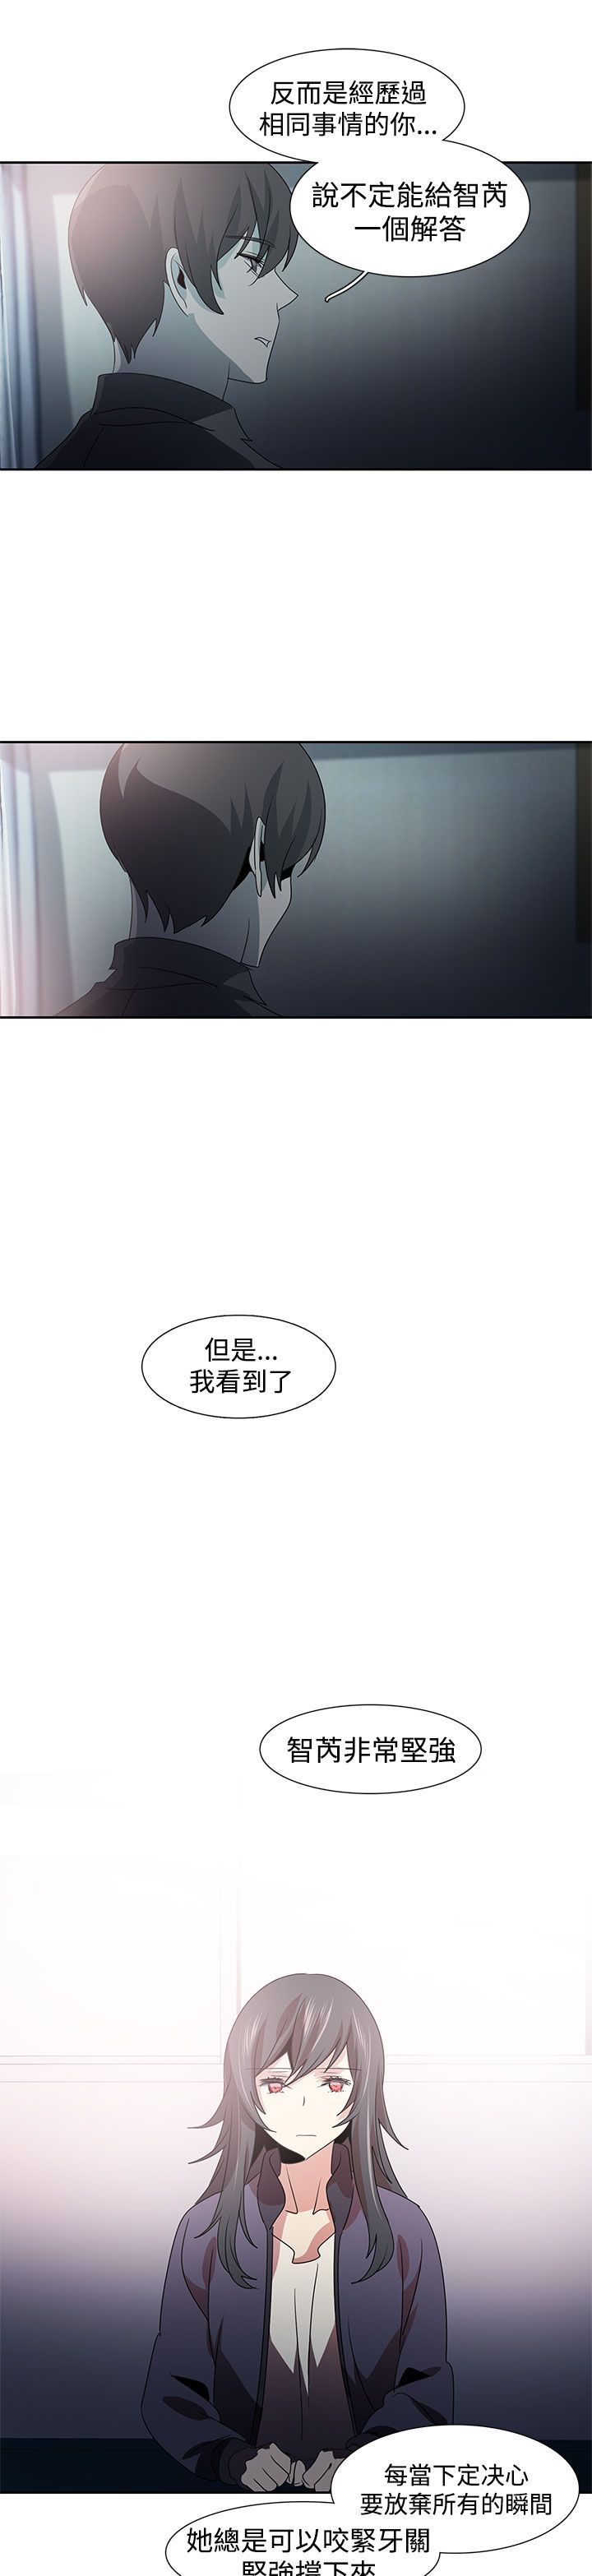 反而是經歷過
相同事情的你...
說不定能給智芮
一個解答
但是...
我看到了
智芮非常堅強
每當下定决心
要放棄所有的瞬間
她總是可以咬緊牙關
堅強擋下來